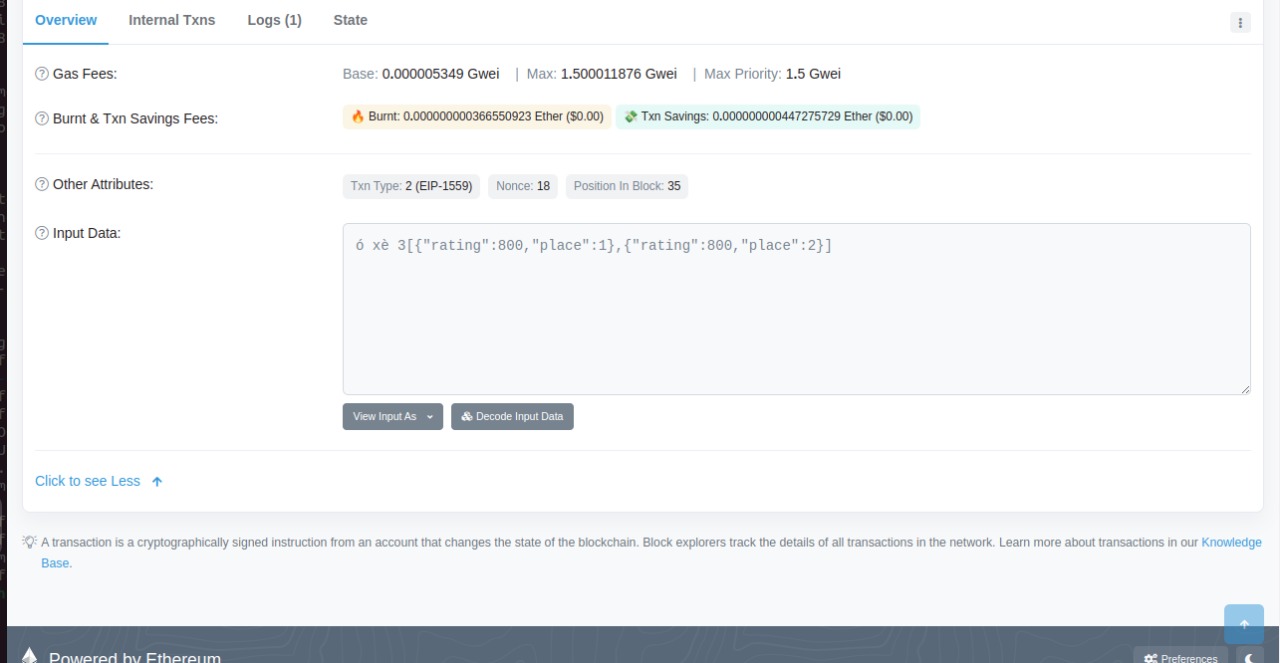 Overview Internal Txns Logs (1) State
Gas Fees: Base: 0.000005349 Gwei | Max: 1.500011876 Gwei | Max Priority: 1.5 Gwei
Burnt & Txn Savings Fees: 🔥 Burnt: 0.000000000366550923 Ether ($0.00) 💸 Txn Savings: 0.000000000447275729 Ether ($0.00)
Other Attributes: Txn Type: 2 (EIP-1559) Nonce: 18 Position In Block: 35
Input Data: ó xè 3[{"rating":800,"place":1},{"rating":800,"place":2}]
View Input As Decode Input Data
Click to see Less
A transaction is a cryptographically signed instruction from an account that changes the state of the blockchain. Block explorers track the details of all transactions in the network. Learn more about transactions in our Knowledge
Base.
Powered by Ethereum Preferences